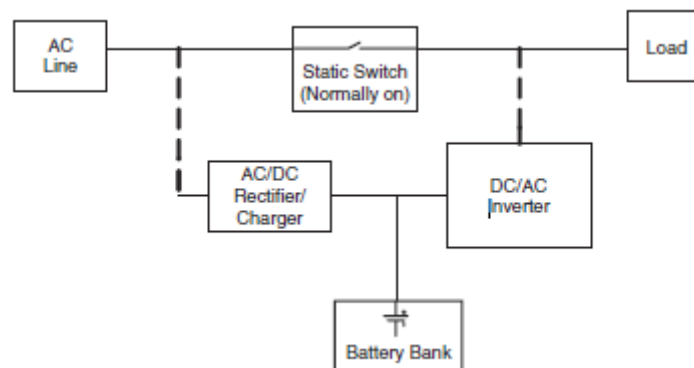 AC
Line
Static Switch
(Normally on)
Load
AC/DC
Rectifier/
Charger
DC/AC
Inverter
Battery Bank